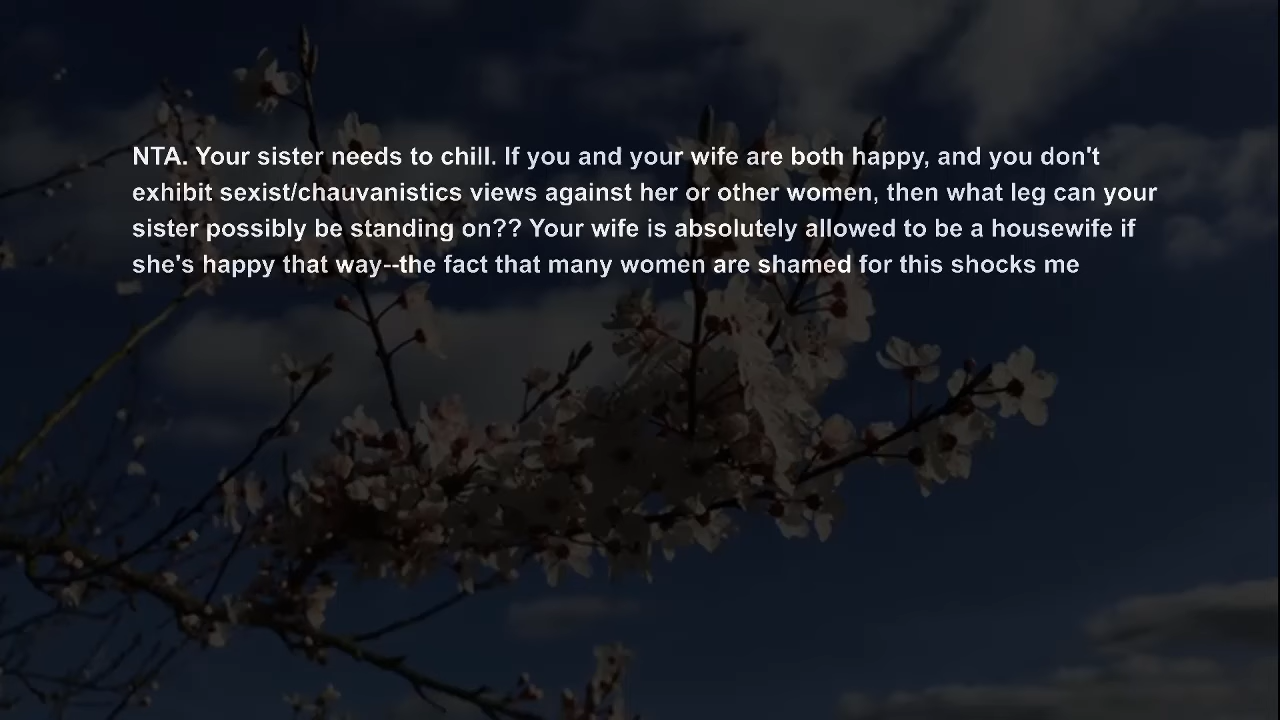 NTA. Your sister needs to chill. If you and your wife are both happy, and you don't
exhibit sexist/chauvanistics views against her or other women, then what leg can your
sister possibly be standing on?? Your wife is absolutely allowed to be a housewife if
she's happy that way--the fact that many women are shamed for this shocks me